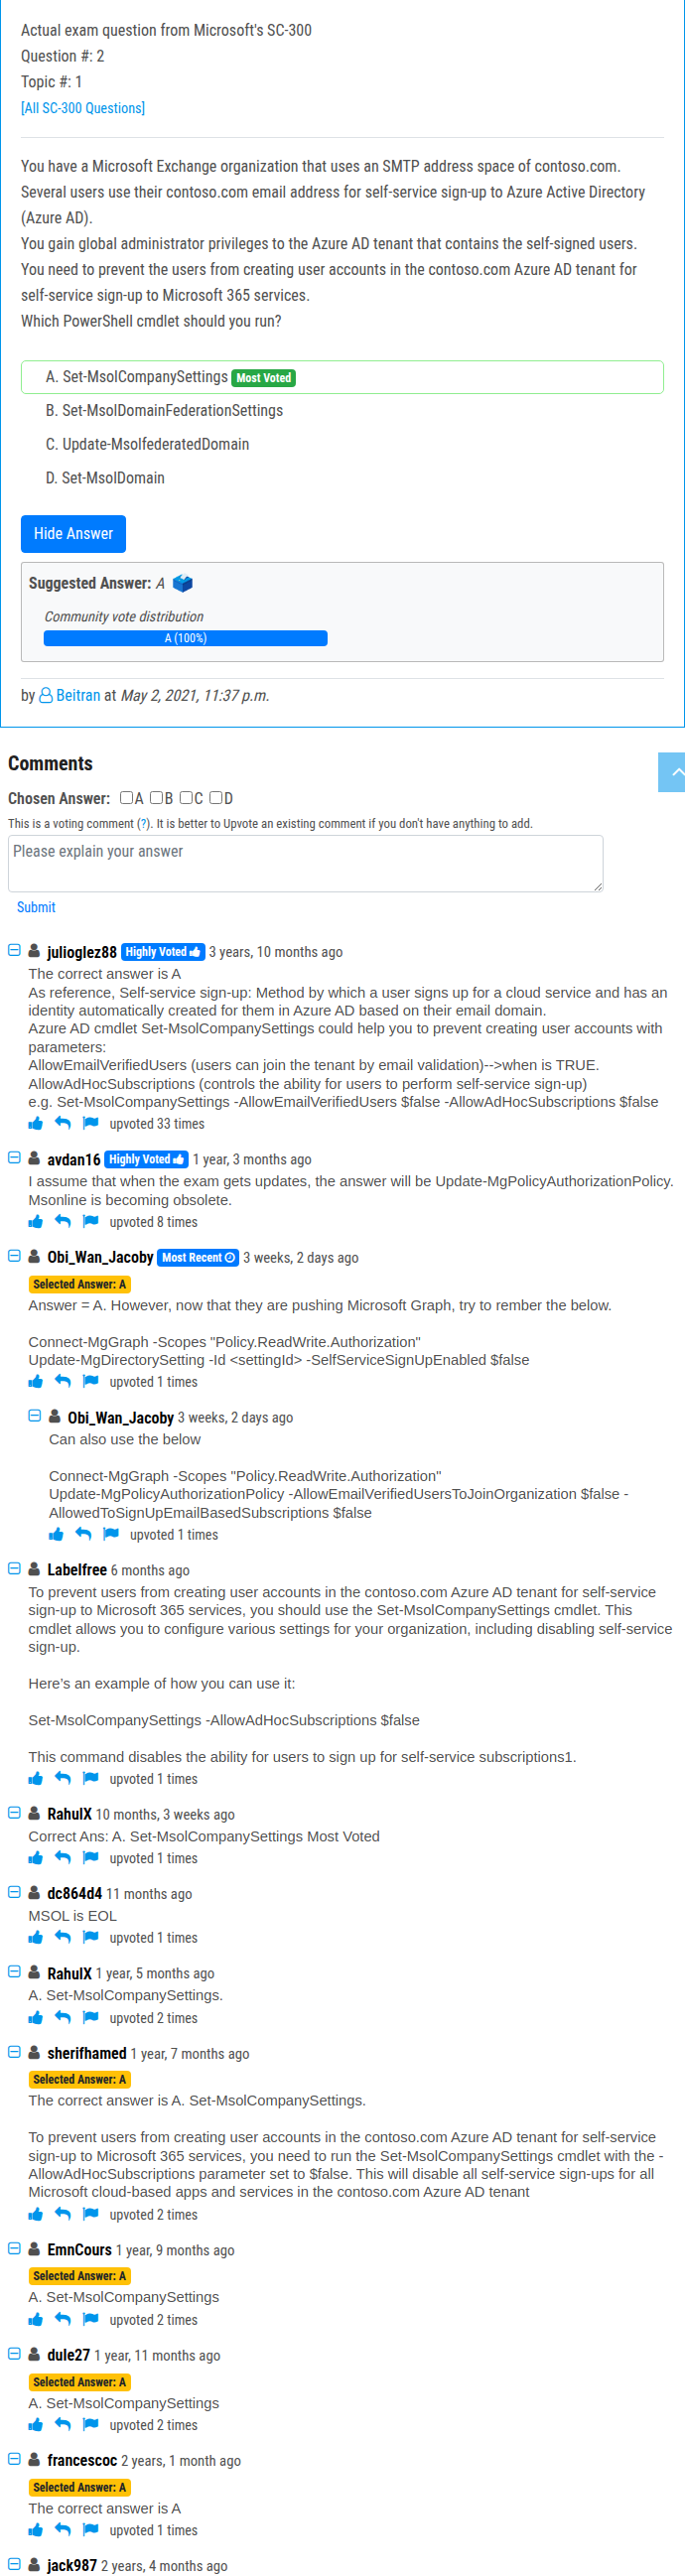 Actual exam question from Microsoft's SC-300
Question #: 2
Topic #: 1
[All SC-300 Questions]
You have a Microsoft Exchange organization that uses an SMTP address space of contoso.com.
Several users use their contoso.com email address for self-service sign-up to Azure Active Directory
(Azure AD).
You gain global administrator privileges to the Azure AD tenant that contains the self-signed users.
You need to prevent the users from creating user accounts in the contoso.com Azure AD tenant for
self-service sign-up to Microsoft 365 services.
Which PowerShell cmdlet should you run?
A. Set-MsolCompanySettings Most Voted
B. Set-MsolDomainFederationSettings
C. Update-MsolfederatedDomain
D. Set-MsolDomain
Hide Answer
Suggested Answer: A
Community vote distribution
A (100%)
by Beitran at May 2, 2021, 11:37 p.m.
Comments
Chosen Answer: A B C D
This is a voting comment (?). It is better to Upvote an existing comment if you don't have anything to add.
Please explain your answer
Submit
julioglez88 Highly Voted 3 years, 10 months ago
The correct answer is A
As reference, Self-service sign-up: Method by which a user signs up for a cloud service and has an
identity automatically created for them in Azure AD based on their email domain.
Azure AD cmdlet Set-MsolCompanySettings could help you to prevent creating user accounts with
parameters:
AllowEmailVerifiedUsers (users can join the tenant by email validation)-->when is TRUE.
AllowAdHocSubscriptions (controls the ability for users to perform self-service sign-up)
e.g. Set-MsolCompanySettings -AllowEmailVerifiedUsers $false -AllowAdHocSubscriptions $false
upvoted 33 times
avdan16 Highly Voted 1 year, 3 months ago
I assume that when the exam gets updates, the answer will be Update-MgPolicyAuthorizationPolicy.
Msonline is becoming obsolete.
upvoted 8 times
Obi_Wan_Jacoby Most Recent 3 weeks, 2 days ago
Selected Answer: A
Answer = A. However, now that they are pushing Microsoft Graph, try to rember the below.
Connect-MgGraph -Scopes "Policy.ReadWrite.Authorization"
Update-MgDirectorySetting -Id <settingId> -SelfServiceSignUpEnabled $false
upvoted 1 times
Obi_Wan_Jacoby 3 weeks, 2 days ago
Can also use the below
Connect-MgGraph -Scopes "Policy.ReadWrite.Authorization"
Update-MgPolicyAuthorizationPolicy -AllowEmailVerifiedUsersToJoinOrganization $false -
AllowedToSignUpEmailBasedSubscriptions $false
upvoted 1 times
Labelfree 6 months ago
To prevent users from creating user accounts in the contoso.com Azure AD tenant for self-service
sign-up to Microsoft 365 services, you should use the Set-MsolCompanySettings cmdlet. This
cmdlet allows you to configure various settings for your organization, including disabling self-service
sign-up.
Here's an example of how you can use it:
Set-MsolCompanySettings -AllowAdHocSubscriptions $false
This command disables the ability for users to sign up for self-service subscriptions1.
upvoted 1 times
RahulX 10 months, 3 weeks ago
Correct Ans: A. Set-MsolCompanySettings Most Voted
upvoted 1 times
dc864d4 11 months ago
MSOL is EOL
upvoted 1 times
RahulX 1 year, 5 months ago
A. Set-MsolCompanySettings.
upvoted 2 times
sherifhamed 1 year, 7 months ago
Selected Answer: A
The correct answer is A. Set-MsolCompanySettings.
To prevent users from creating user accounts in the contoso.com Azure AD tenant for self-service
sign-up to Microsoft 365 services, you need to run the Set-MsolCompanySettings cmdlet with the -
AllowAdHocSubscriptions parameter set to $false. This will disable all self-service sign-ups for all
Microsoft cloud-based apps and services in the contoso.com Azure AD tenant
upvoted 2 times
EmnCours 1 year, 9 months ago
Selected Answer: A
A. Set-MsolCompanySettings
upvoted 2 times
dule27 1 year, 11 months ago
Selected Answer: A
A. Set-MsolCompanySettings
upvoted 2 times
francescoc 2 years, 1 month ago
Selected Answer: A
The correct answer is A
upvoted 1 times
jack987 2 years, 4 months ago